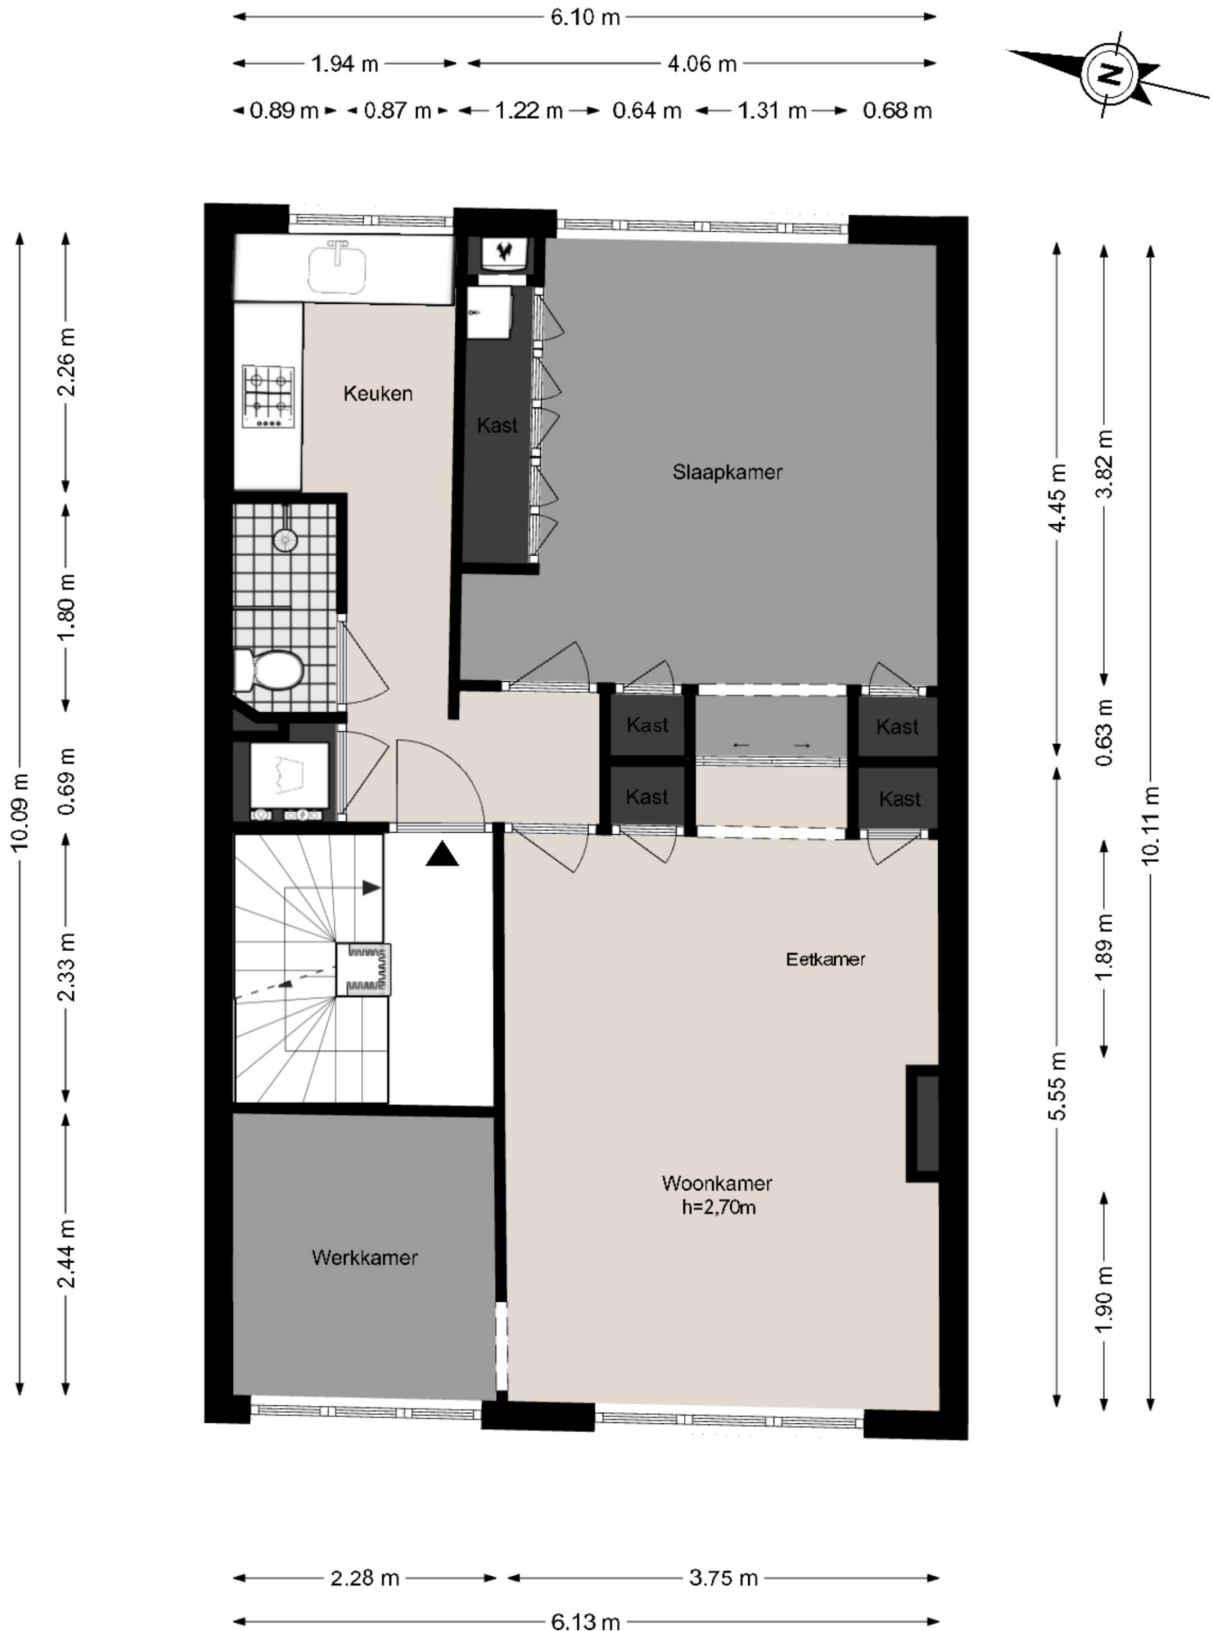 6.10 m
1.94 m
4.06 m
0.89 m
0.87 m
1.22 m
0.64 m
1.31 m
0.68 m
N
Keuken
Kast
Slaapkamer
Kast
Kast
Kast
Kast
Eetkamer
Woonkamer
h=2,70m
Werkkamer
10.09 m
2.26 m
1.80 m
0.69 m
2.33 m
2.44 m
4.45 m
5.55 m
3.82 m
0.63 m
1.89 m
1.90 m
10.11 m
2.28 m
3.75 m
6.13 m